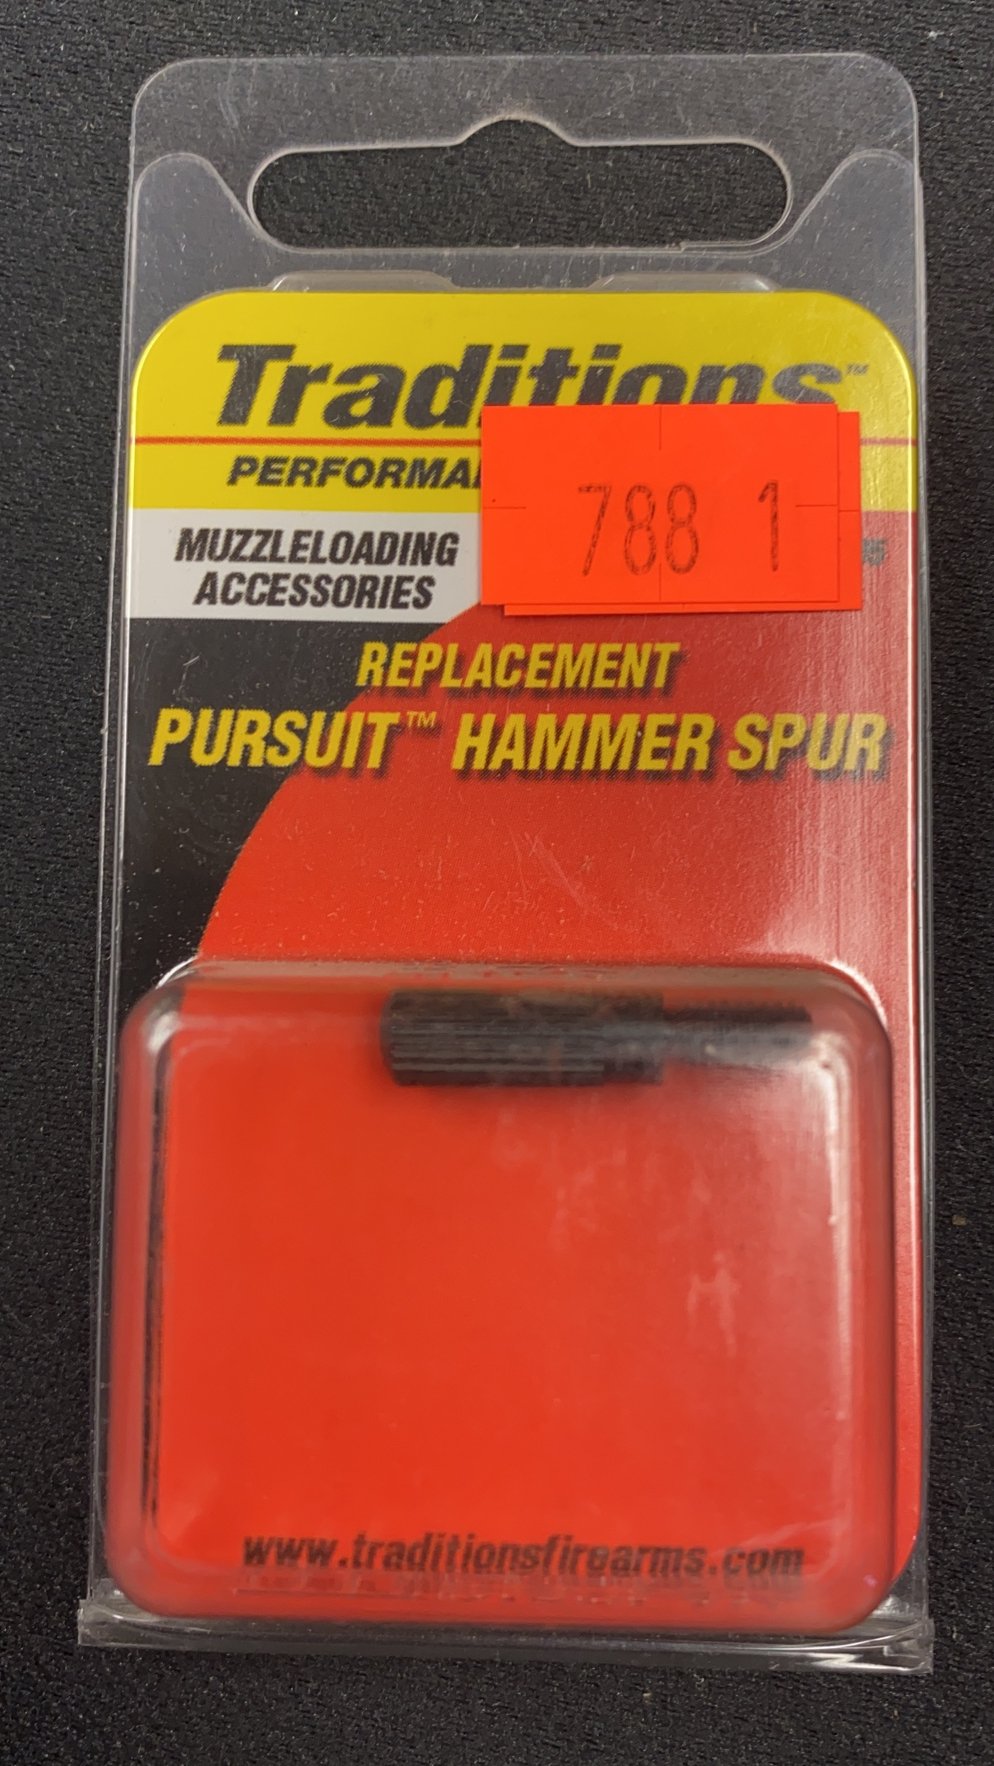 Traditions™
PERFORMA
788 1
MUZZLELOADING
ACCESSORIES
REPLACEMENT
PURSUIT™ HAMMER SPUR
www.traditionsfirearms.com